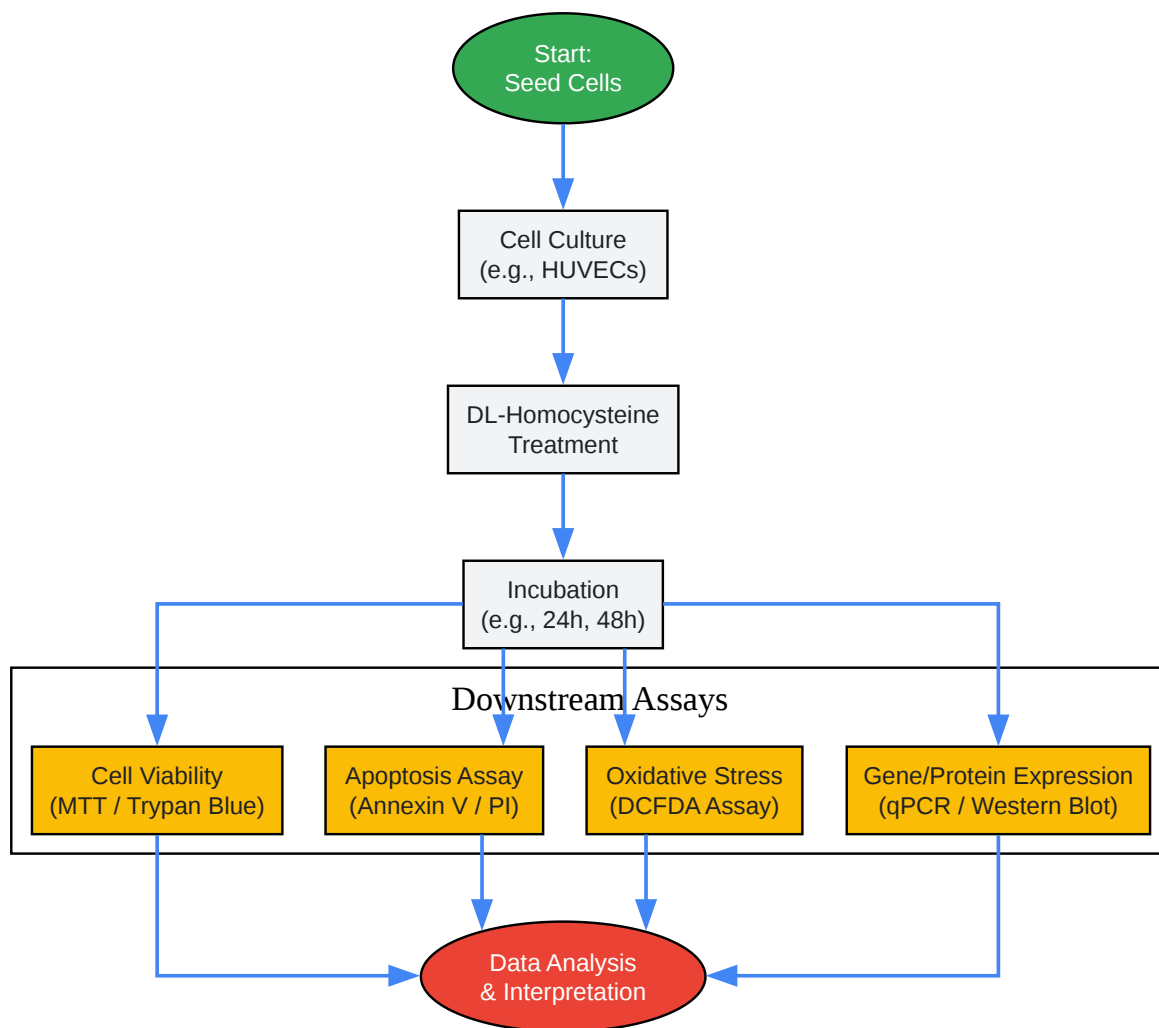 Start:
Seed Cells
Cell Culture
(e.g., HUVECs)
DL-Homocysteine
Treatment
Incubation
(e.g., 24h, 48h)
Downstream Assays
Cell Viability
(MTT / Trypan Blue)
Apoptosis Assay
(Annexin V / PI)
Oxidative Stress
(DCFDA Assay)
Gene/Protein Expression
(qPCR / Western Blot)
Data Analysis
& Interpretation